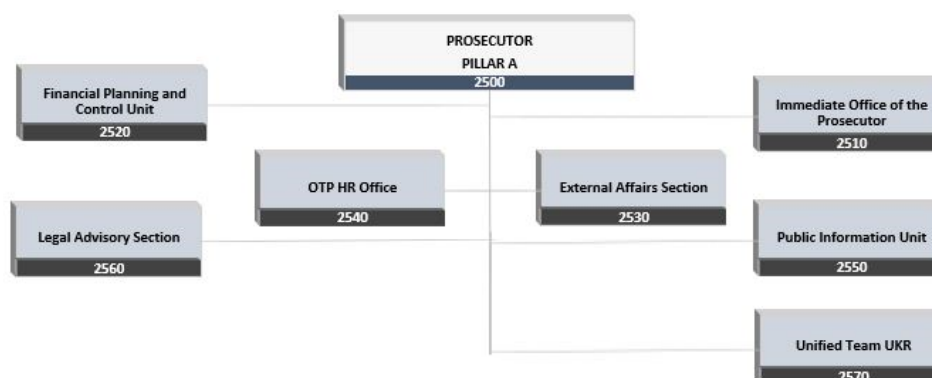 PROSECUTOR
PILLAR A
2500
Financial Planning and
Control Unit
2520
Immediate Office of the
Prosecutor
2510
OTP HR Office
2540
External Affairs Section
2530
Legal Advisory Section
2560
Public Information Unit
2550
Unified Team UKR
2570